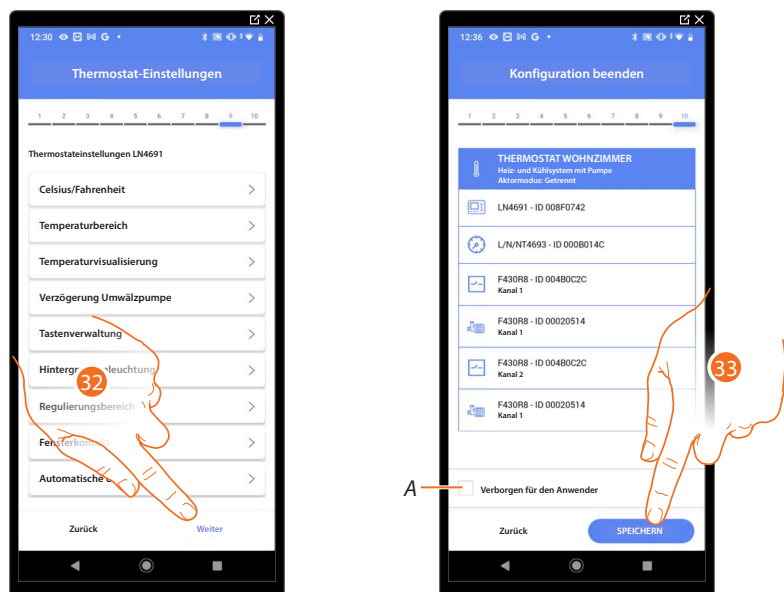 12:30 G
Thermostat-Einstellungen
1 2 3 4 5 6 7 8 9 10
Thermostateinstellungen LN4691
Celsius/Fahrenheit
Temperaturbereich
Temperaturvisualisierung
Verzögerung Umwälzpumpe
Tastenverwaltung
Regulierungsbereich
Automatische
32
Zurück Weiter
12:36 G
Konfiguration beenden
1 2 3 4 5 6 7 8 9 10
THERMOSTAT WOHNZIMMER
Heiz- und Kühlsystem mit Pumpe
Aktormodus: Getrennt
LN4691 - ID 008F0742
L/N/NT4693 - ID 000B014C
F430R8 - ID 004B0C2C
Kanal 1
F430R8 - ID 00020514
Kanal 1
F430R8 - ID 004B0C2C
Kanal 2
F430R8 - ID 00020514
Kanal 1
33
A
Verborgen für den Anwender
Zurück SPEICHERN